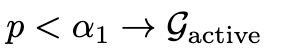 p < α₁ → 𝒢_active